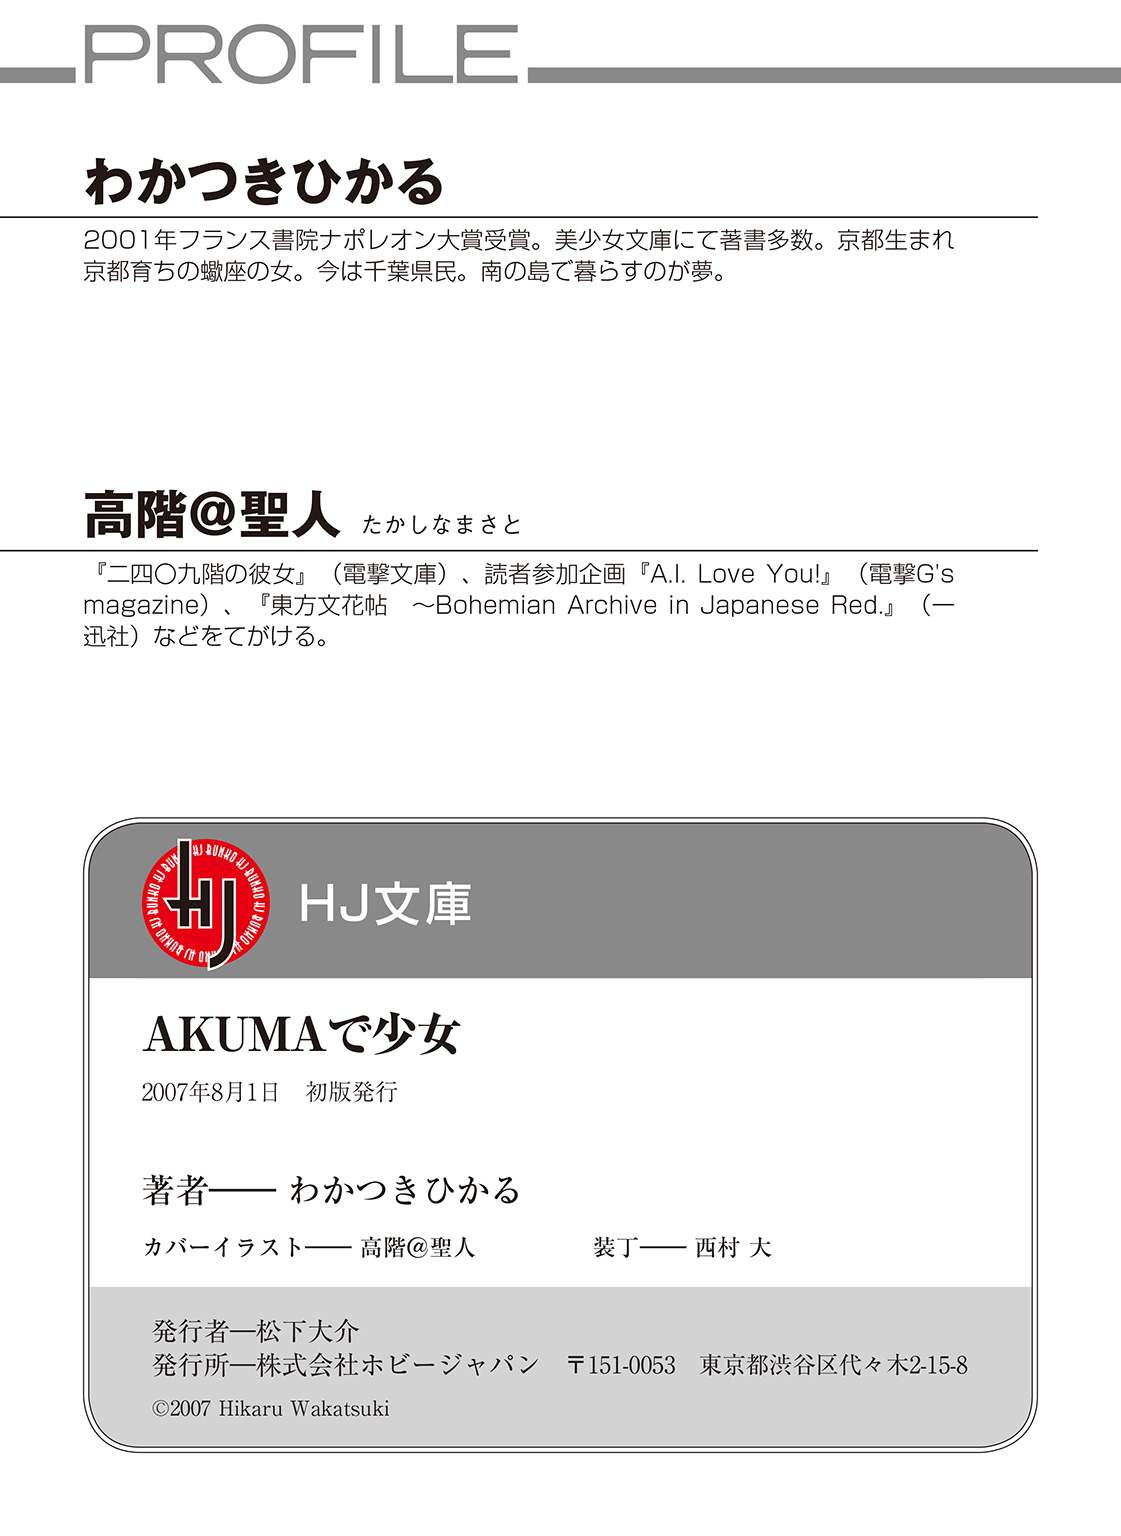 PROFILE
わかつきひかる
2001年フランス書院ナポレオン大賞受賞。美少女文庫にて著書多数。京都生まれ
京都育ちの蠍座の女。今は千葉県民。南の島で暮らすのが夢。
高階@聖人 たかしなまさと
『二四〇九階の彼女』（電撃文庫）、読者参加企画『A.I. Love You!』（電撃G's
magazine）、『東方文花帖　～Bohemian Archive in Japanese Red.』（一
迅社）などをてがける。
HJ BUNKO HJ BUNKO HJ BUNKO HJ BUNKO HJ BUNKO HJ BUNKO
HJ
HJ文庫
AKUMAで少女
2007年8月1日　初版発行
著者── わかつきひかる
カバーイラスト── 高階@聖人　装丁── 西村 大
発行者―松下大介
発行所―株式会社ホビージャパン　〒151-0053　東京都渋谷区代々木2-15-8
©2007 Hikaru Wakatsuki